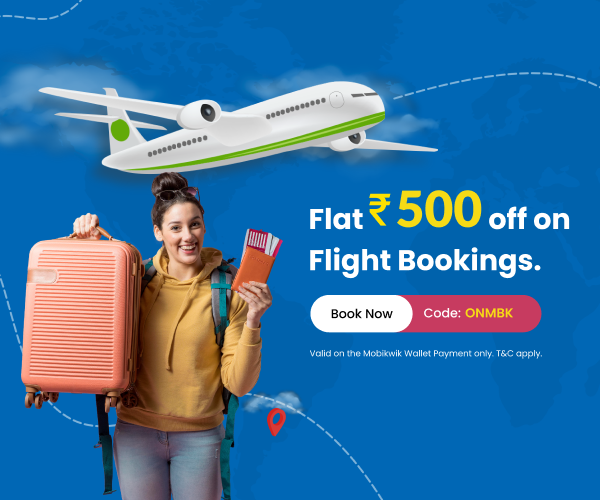 Flat ₹500 off on
Flight Bookings.
Book Now Code: ONMBK
Valid on the Mobikwik Wallet Payment only. T&C apply.